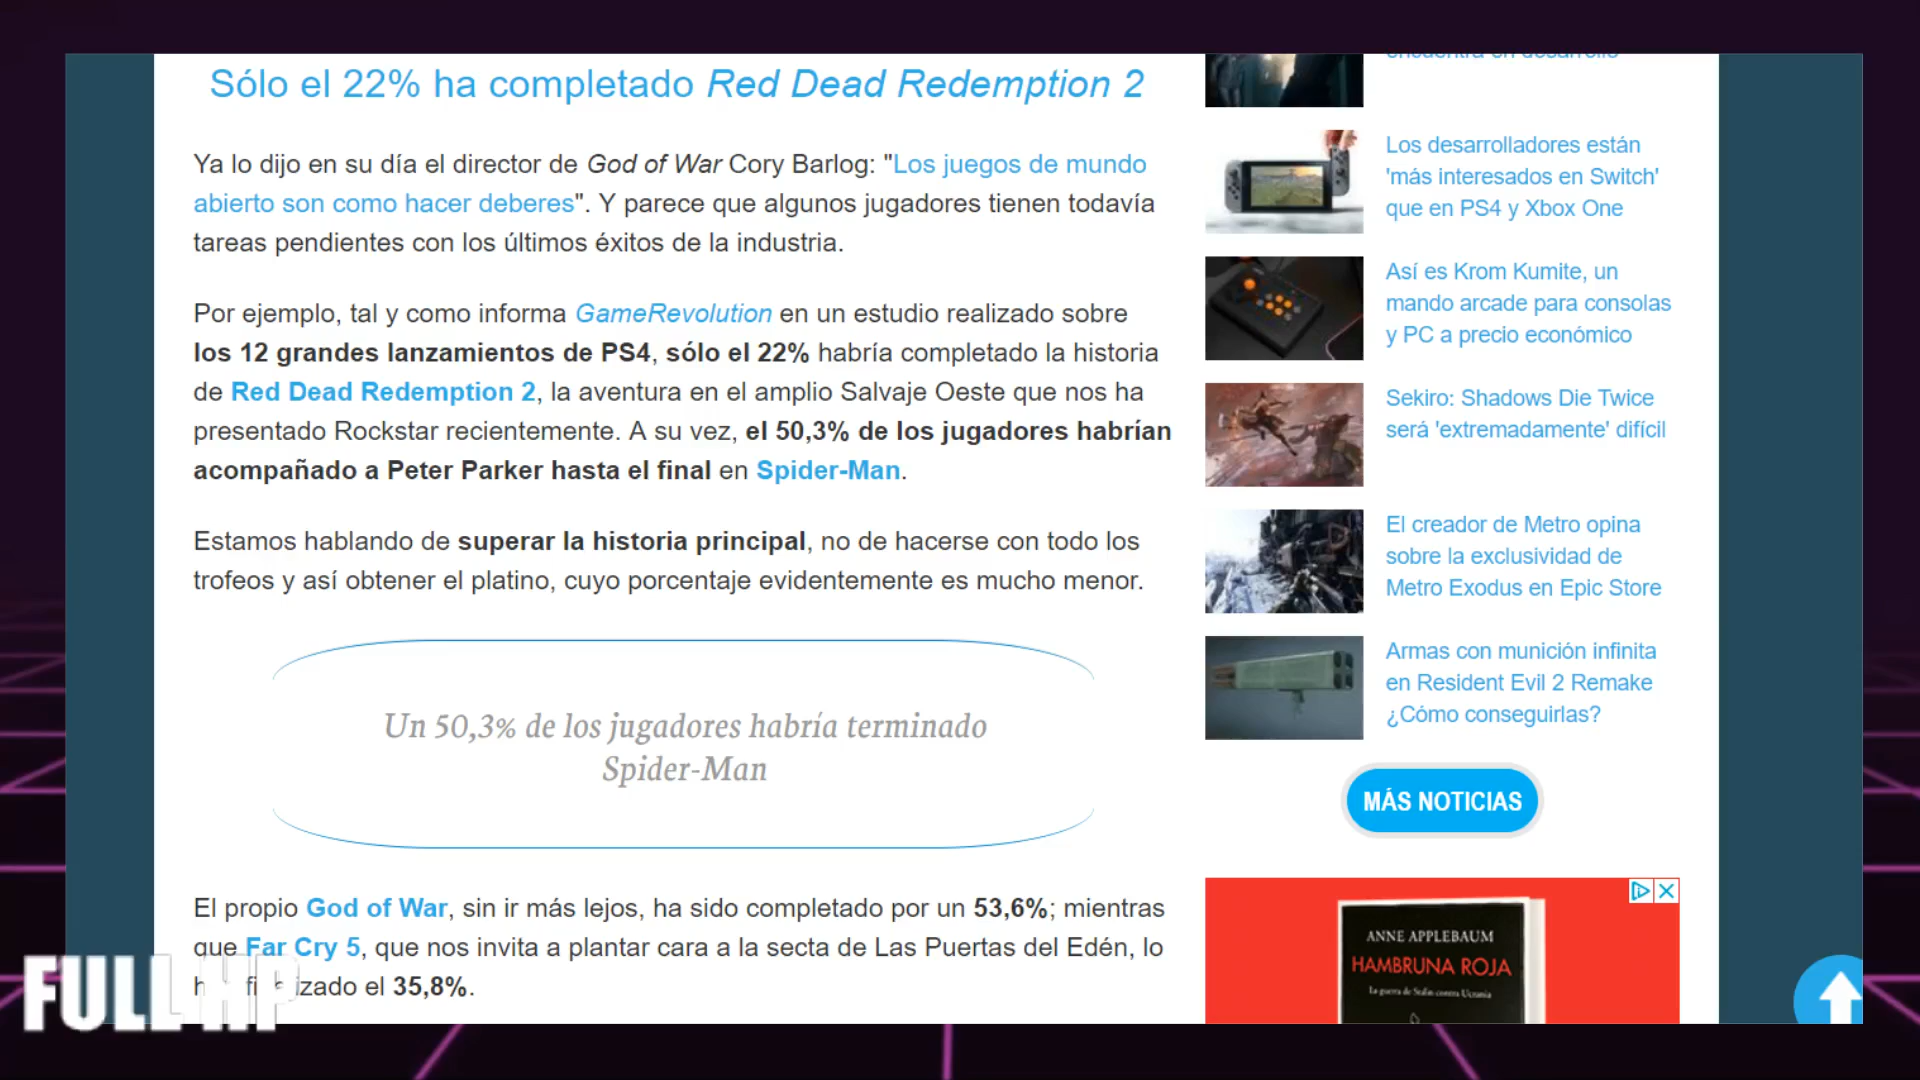 Sólo el 22% ha completado Red Dead Redemption 2
Ya lo dijo en su día el director de God of War Cory Barlog: "Los juegos de mundo
abierto son como hacer deberes". Y parece que algunos jugadores tienen todavía
tareas pendientes con los últimos éxitos de la industria.
Por ejemplo, tal y como informa GameRevolution en un estudio realizado sobre
los 12 grandes lanzamientos de PS4, sólo el 22% habría completado la historia
de Red Dead Redemption 2, la aventura en el amplio Salvaje Oeste que nos ha
presentado Rockstar recientemente. A su vez, el 50,3% de los jugadores habrían
acompañado a Peter Parker hasta el final en Spider-Man.
Estamos hablando de superar la historia principal, no de hacerse con todo los
trofeos y así obtener el platino, cuyo porcentaje evidentemente es mucho menor.
Un 50,3% de los jugadores habría terminado
Spider-Man
El propio God of War, sin ir más lejos, ha sido completado por un 53,6%; mientras
que Far Cry 5, que nos invita a plantar cara a la secta de Las Puertas del Edén, lo
el 35,8%.
encuentra en desarrollo
Los desarrolladores están
'más interesados en Switch'
que en PS4 y Xbox One
Así es Krom Kumite, un
mando arcade para consolas
y PC a precio económico
Sekiro: Shadows Die Twice
será 'extremadamente' difícil
El creador de Metro opina
sobre la exclusividad de
Metro Exodus en Epic Store
Armas con munición infinita
en Resident Evil 2 Remake
¿Cómo conseguirlas?
MÁS NOTICIAS
ANNE APPLEBAUM
HAMBRUNA ROJA
La guerra de Stalin contra Ucrania
FULL HP